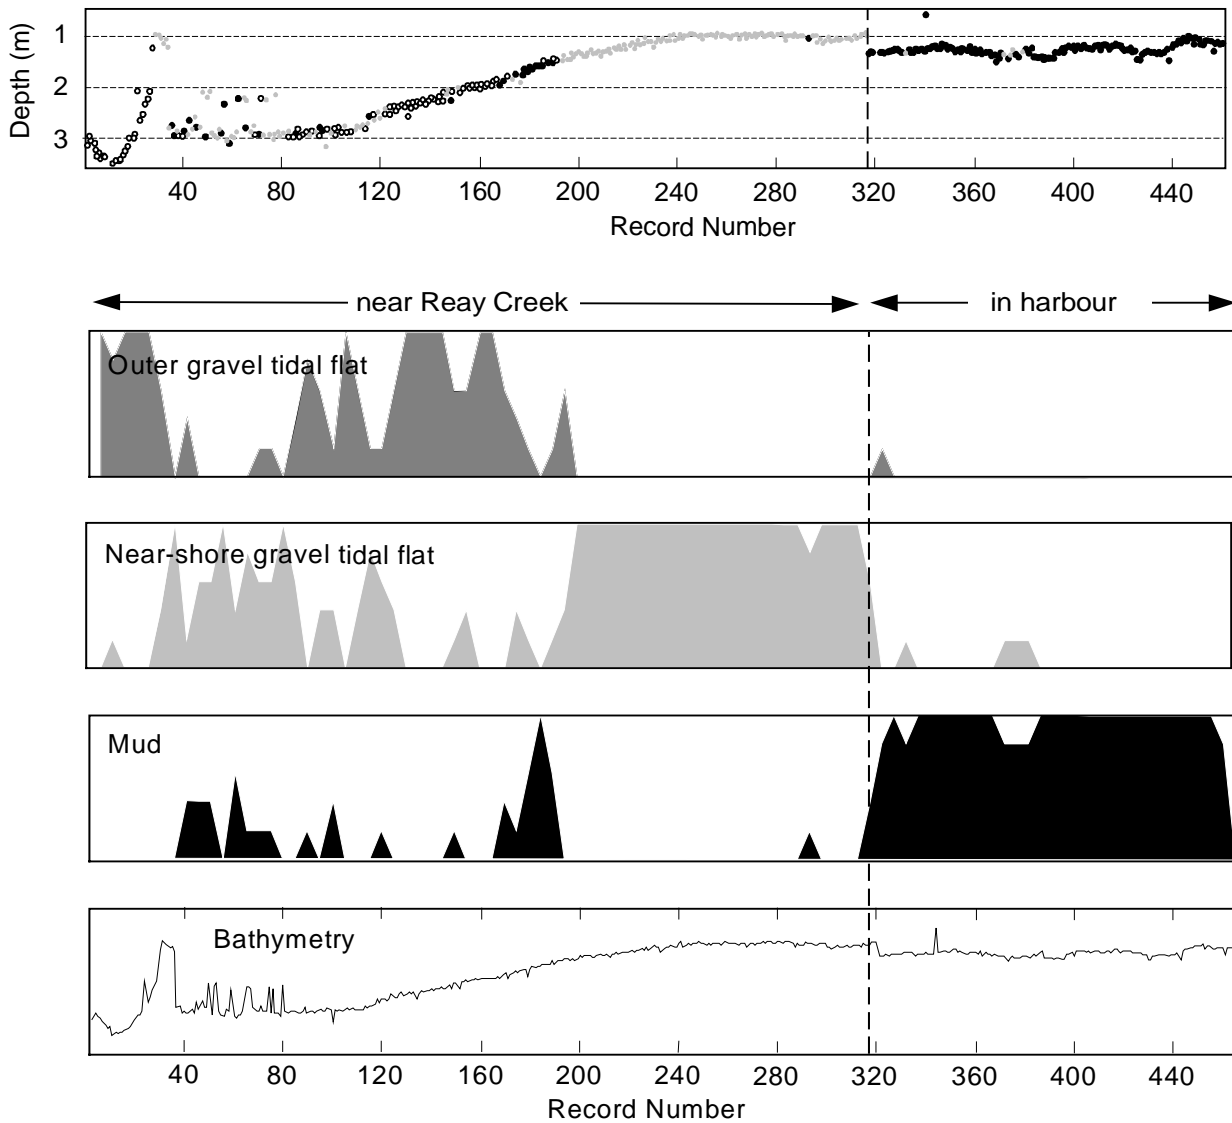 Depth (m)
1
2
3
40 80 120 160 200 240 280 320 360 400 440
Record Number
near Reay Creek in harbour
Outer gravel tidal flat
Near-shore gravel tidal flat
Mud
Bathymetry
40 80 120 160 200 240 280 320 360 400 440
Record Number